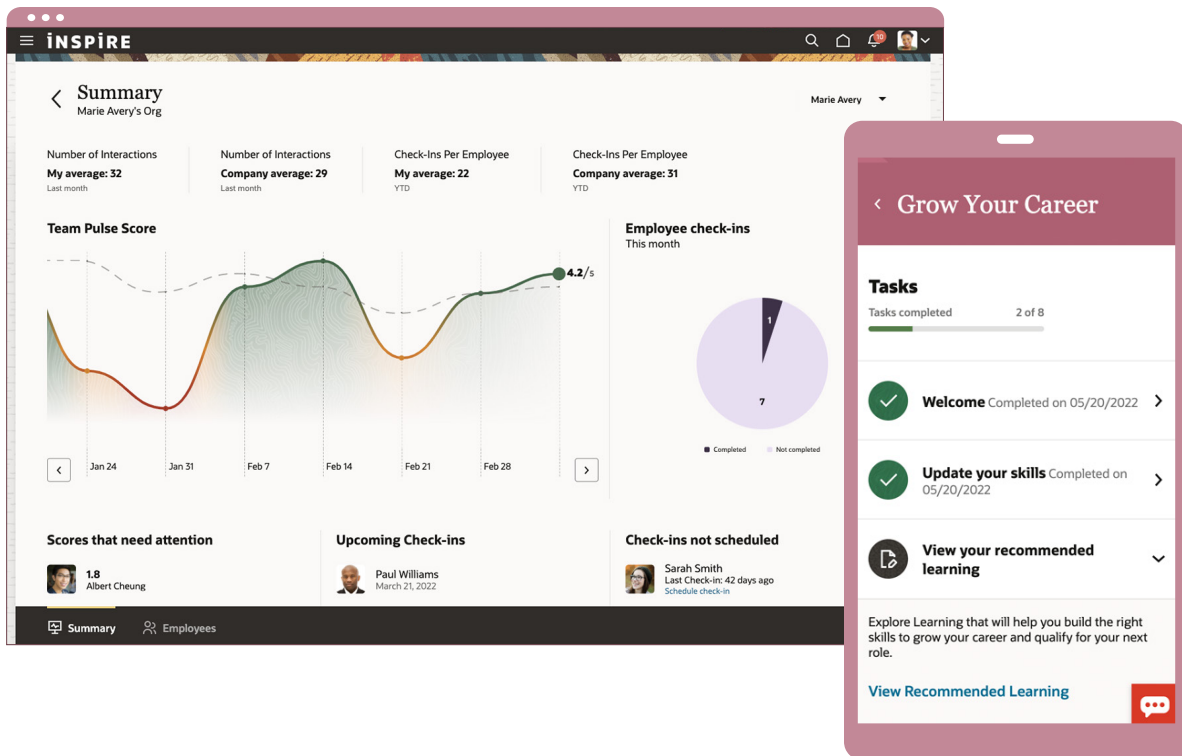 iNSPiRE
10
Summary
Marie Avery's Org
Marie Avery
Number of Interactions
My average: 32
Last month
Number of Interactions
Company average: 29
Last month
Check-Ins Per Employee
My average: 22
YTD
Check-Ins Per Employee
Company average: 31
YTD
Team Pulse Score
4.2/5
Jan 24
Jan 31
Feb 7
Feb 14
Feb 21
Feb 28
Employee check-ins
This month
1
7
Completed
Not completed
Scores that need attention
1.8
Albert Cheung
Upcoming Check-ins
Paul Williams
March 21, 2022
Check-ins not scheduled
Sarah Smith
Last Check-in: 42 days ago
Schedule check-in
Summary
Employees
Grow Your Career
Tasks
Tasks completed 2 of 8
Welcome Completed on 05/20/2022
Update your skills Completed on
05/20/2022
View your recommended
learning
Explore Learning that will help you build the right
skills to grow your career and qualify for your next
role.
View Recommended Learning